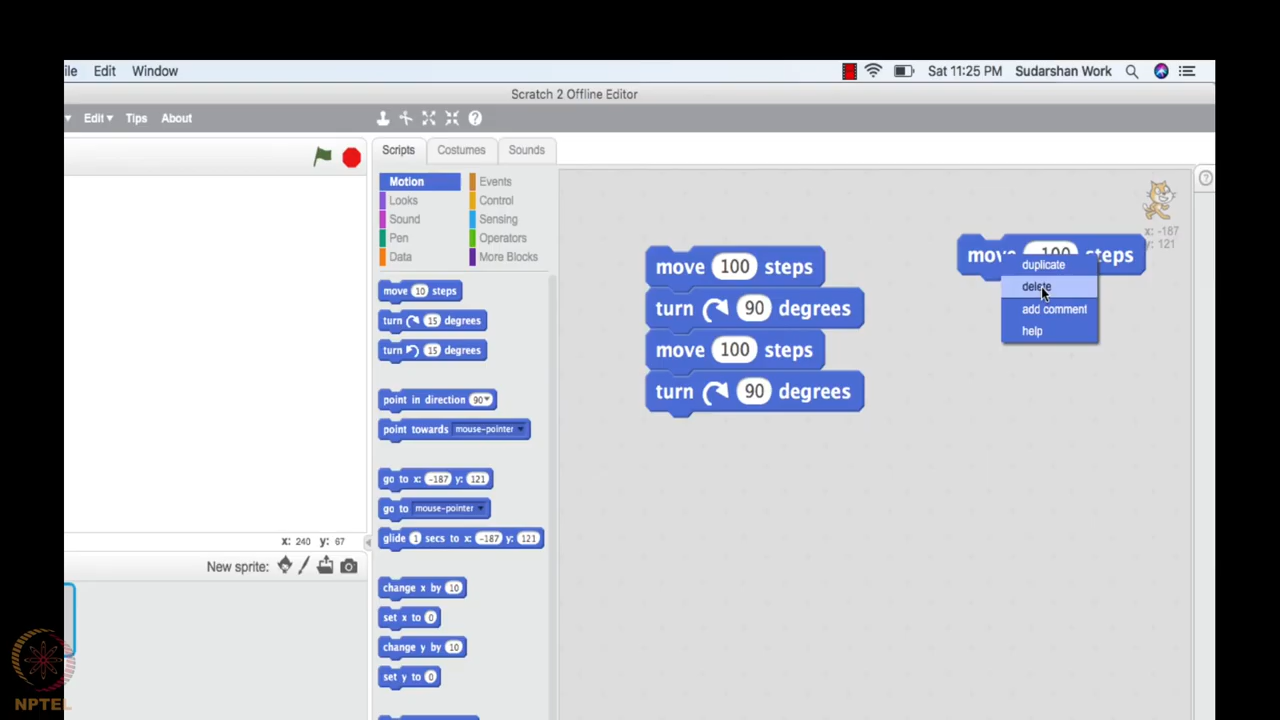 ile Edit Window Sat 11:25 PM Sudarshan Work
Scratch 2 Offline Editor
Edit Tips About
Scripts Costumes Sounds
Motion Events
Looks Control
Sound Sensing
Pen Operators
Data More Blocks
move 10 steps
turn 15 degrees
turn 15 degrees
point in direction 90
point towards mouse-pointer
go to x: -187 y: 121
go to mouse-pointer
glide 1 secs to x: -187 y: 121
change x by 10
set x to 0
change y by 10
set y to 0
move 100 steps
turn 90 degrees
move 100 steps
turn 90 degrees
move 100 steps
duplicate
delete
add comment
help
x: -187
y: 121
x: 240 y: 67
New sprite:
NPTEL